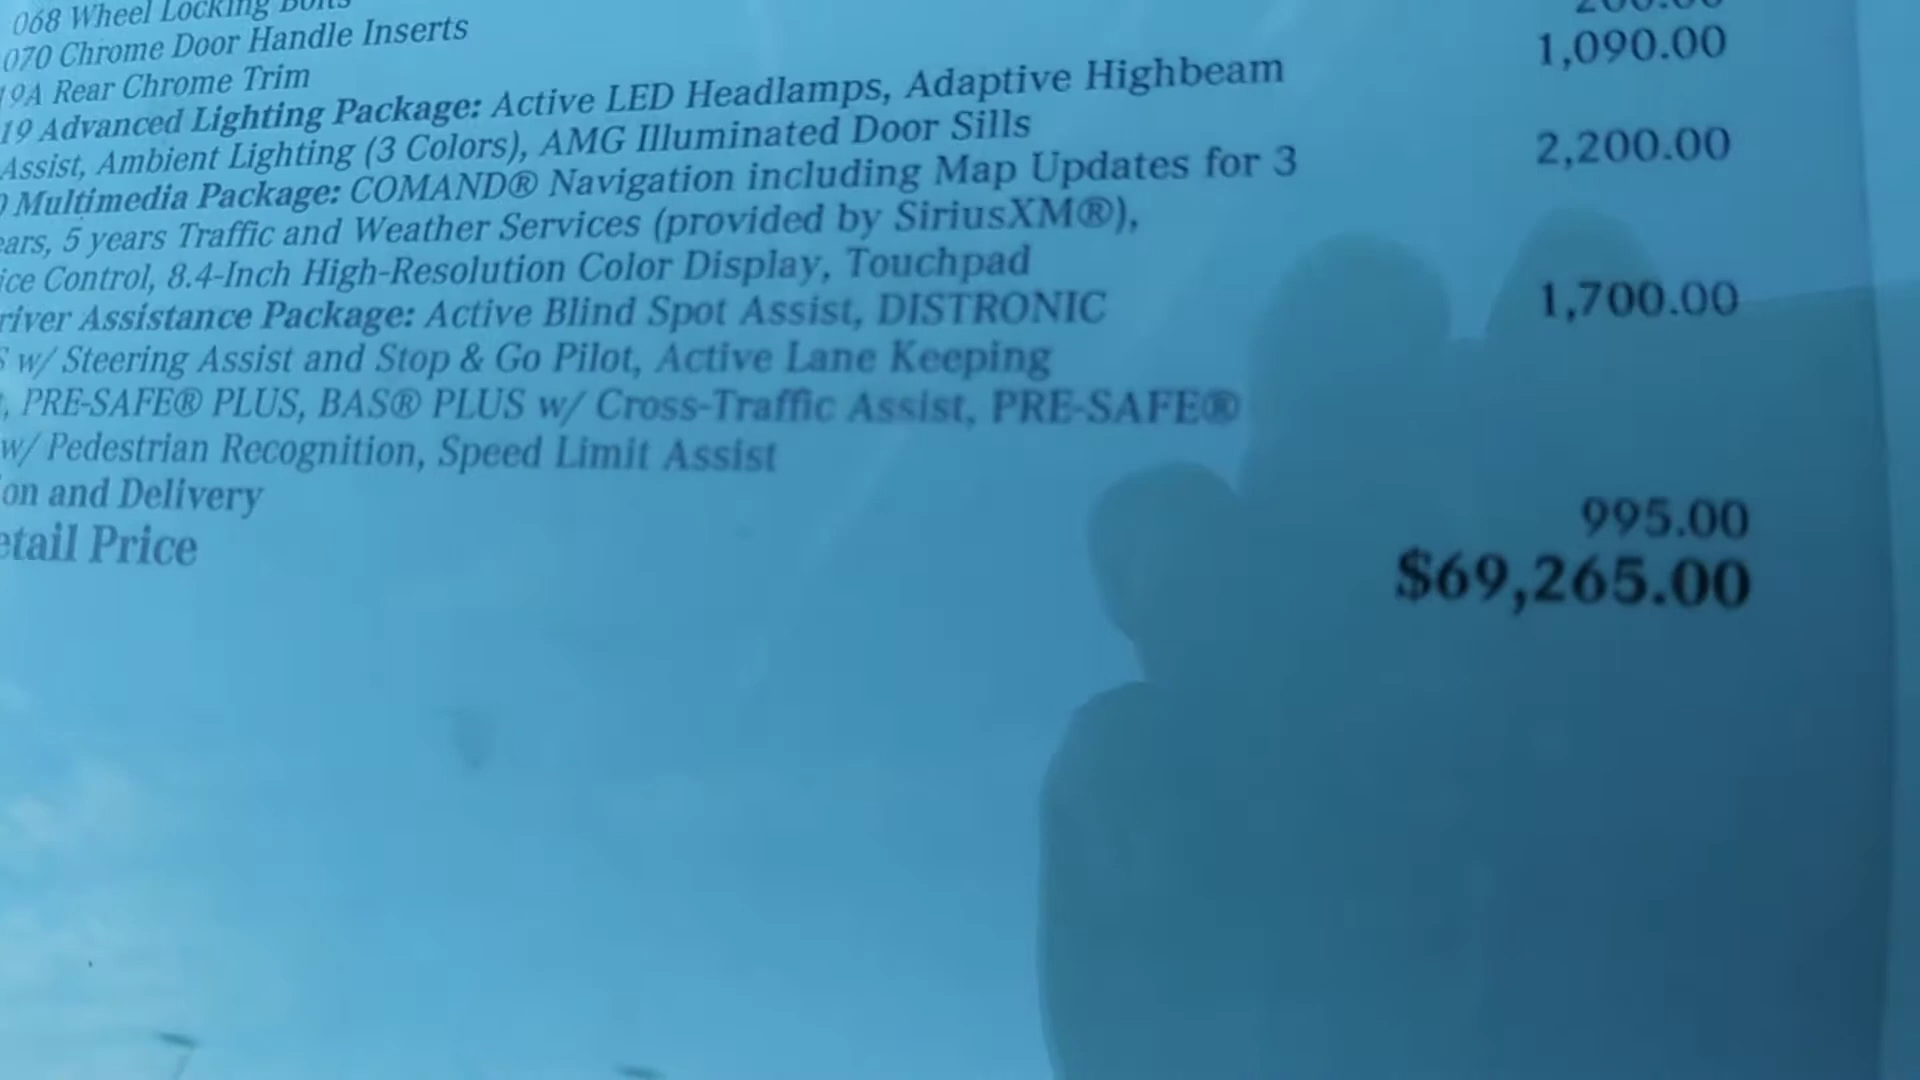 068 Wheel Locking Bolts
070 Chrome Door Handle Inserts
9A Rear Chrome Trim
19 Advanced Lighting Package: Active LED Headlamps, Adaptive Highbeam 1,090.00
Assist, Ambient Lighting (3 Colors), AMG Illuminated Door Sills
Multimedia Package: COMAND® Navigation including Map Updates for 3 2,200.00
ears, 5 years Traffic and Weather Services (provided by SiriusXM®),
ice Control, 8.4-Inch High-Resolution Color Display, Touchpad
river Assistance Package: Active Blind Spot Assist, DISTRONIC 1,700.00
w/ Steering Assist and Stop & Go Pilot, Active Lane Keeping
, PRE-SAFE® PLUS, BAS® PLUS w/ Cross-Traffic Assist, PRE-SAFE®
w/ Pedestrian Recognition, Speed Limit Assist
on and Delivery 995.00
etail Price $69,265.00